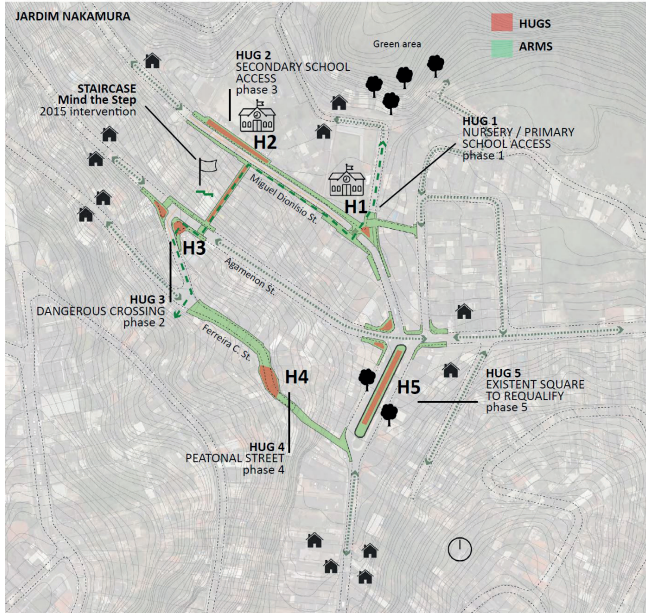 JARDIM NAKAMURA
HUGS
ARMS
Green area
HUG 2
SECONDARY SCHOOL
ACCESS
phase 3
STAIRCASE
Mind the Step
2015 intervention
H2
HUG 1
NURSERY / PRIMARY
SCHOOL ACCESS
phase 1
H1
Miguel Dionísio St.
H3
Agamenon St.
HUG 3
DANGEROUS CROSSING
phase 2
Ferreira C. St.
H4
H5
HUG 5
EXISTENT SQUARE
TO REQUALIFY
phase 5
HUG 4
PEATONAL STREET
phase 4